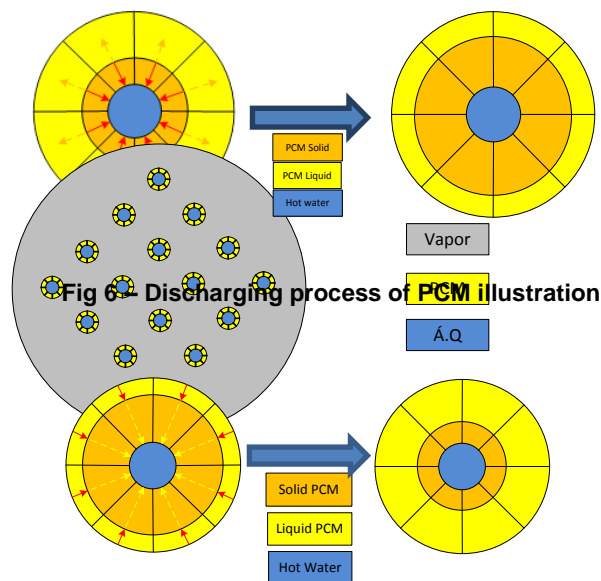 PCM Solid
PCM Liquid
Hot water
Vapor
Fig 6 – Discharging process of PCM illustration
PCM
Á.Q
Solid PCM
Liquid PCM
Hot Water